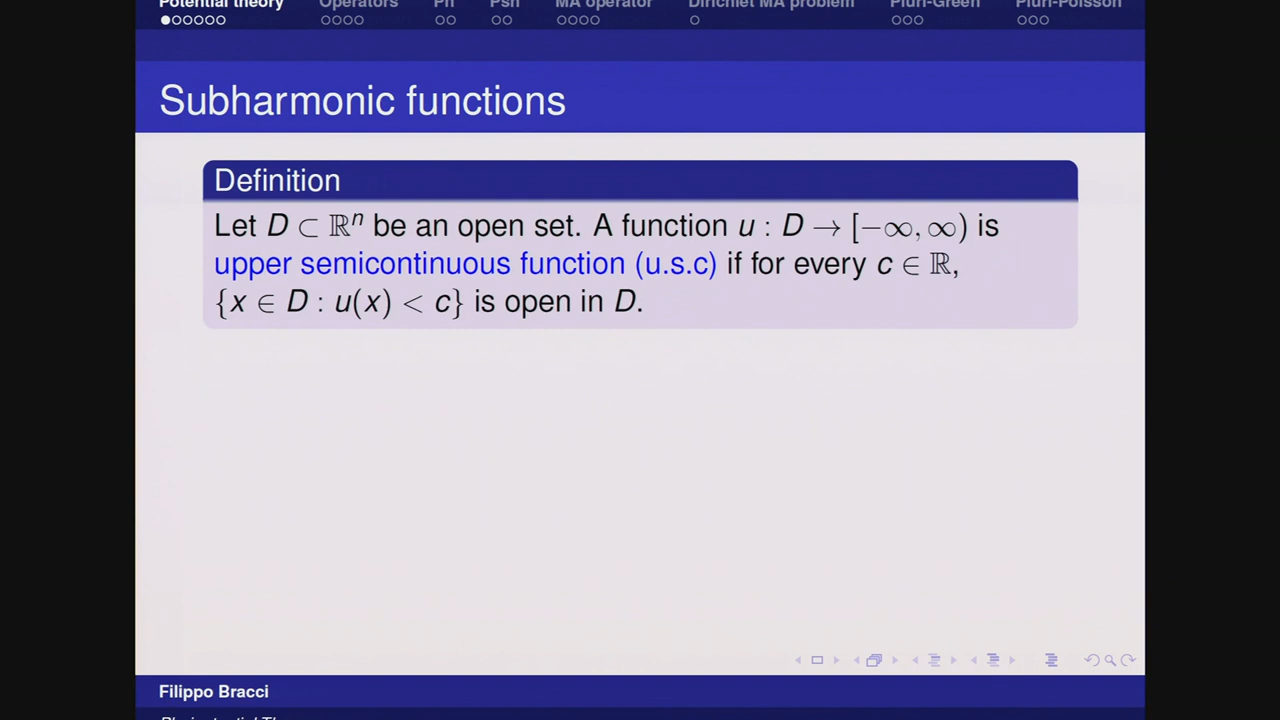 Potential theory Operators Ph Psh MA operator Dirichlet MA problem Pluri-Green Pluri-Poisson
Subharmonic functions
Definition
Let D ⊂ ℝⁿ be an open set. A function u : D → [−∞, ∞) is
upper semicontinuous function (u.s.c) if for every c ∈ ℝ,
{x ∈ D : u(x) < c} is open in D.
Filippo Bracci